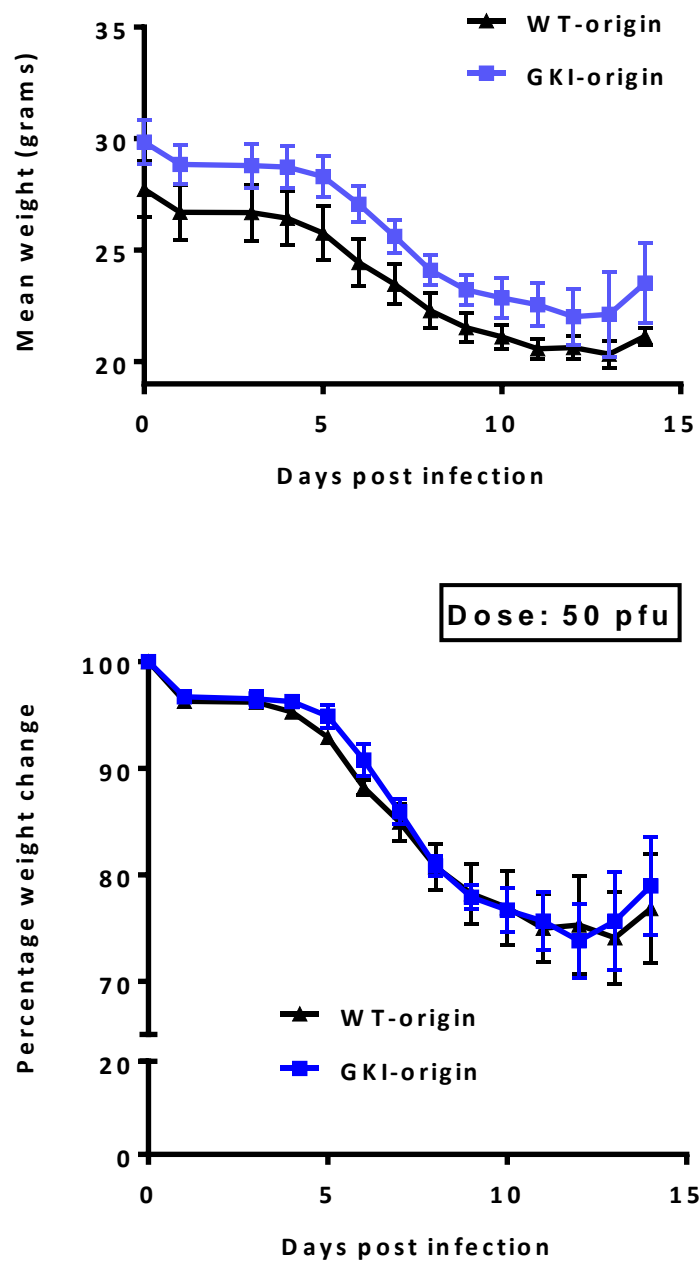 WT-origin
GKI-origin
35
30
25
20
Mean weight (grams)
0 5 10 15
Days post infection
Dose: 50 pfu
100
90
80
70
20
0
Percentage weight change
WT-origin
GKI-origin
0 5 10 15
Days post infection